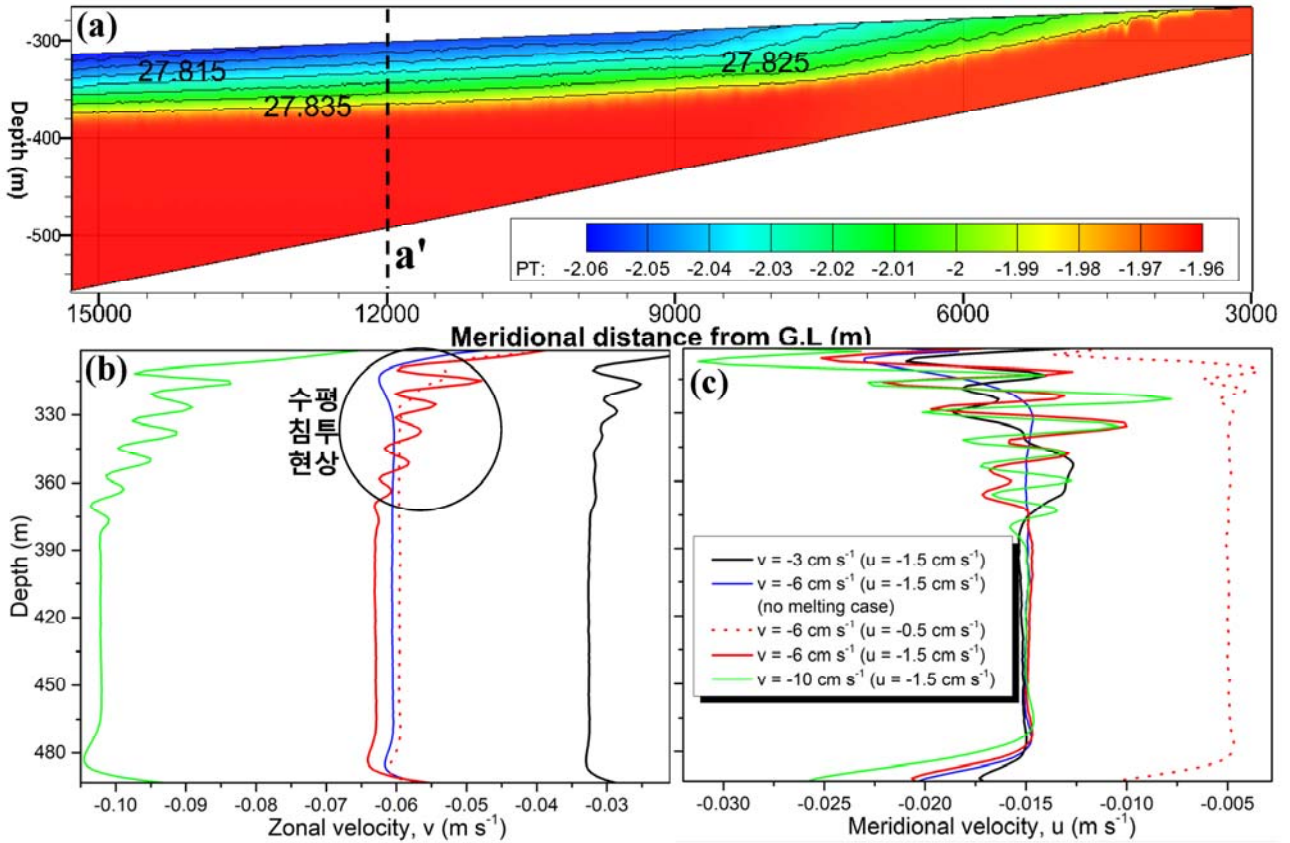 (a)
-300
-400
-500
Depth (m)
27.815
27.825
27.835
a'
PT: -2.06 -2.05 -2.04 -2.03 -2.02 -2.01 -2 -1.99 -1.98 -1.97 -1.96
15000 12000 9000 6000 3000
Meridional distance from G.L (m)
(b)
수평
침투
현상
330
360
390
420
450
480
Depth (m)
-0.10 -0.09 -0.08 -0.07 -0.06 -0.05 -0.04 -0.03
Zonal velocity, v (m s⁻¹)
(c)
v = -3 cm s⁻¹ (u = -1.5 cm s⁻¹)
v = -6 cm s⁻¹ (u = -1.5 cm s⁻¹)
(no melting case)
v = -6 cm s⁻¹ (u = -0.5 cm s⁻¹)
v = -6 cm s⁻¹ (u = -1.5 cm s⁻¹)
v = -10 cm s⁻¹ (u = -1.5 cm s⁻¹)
-0.030 -0.025 -0.020 -0.015 -0.010 -0.005
Meridional velocity, u (m s⁻¹)